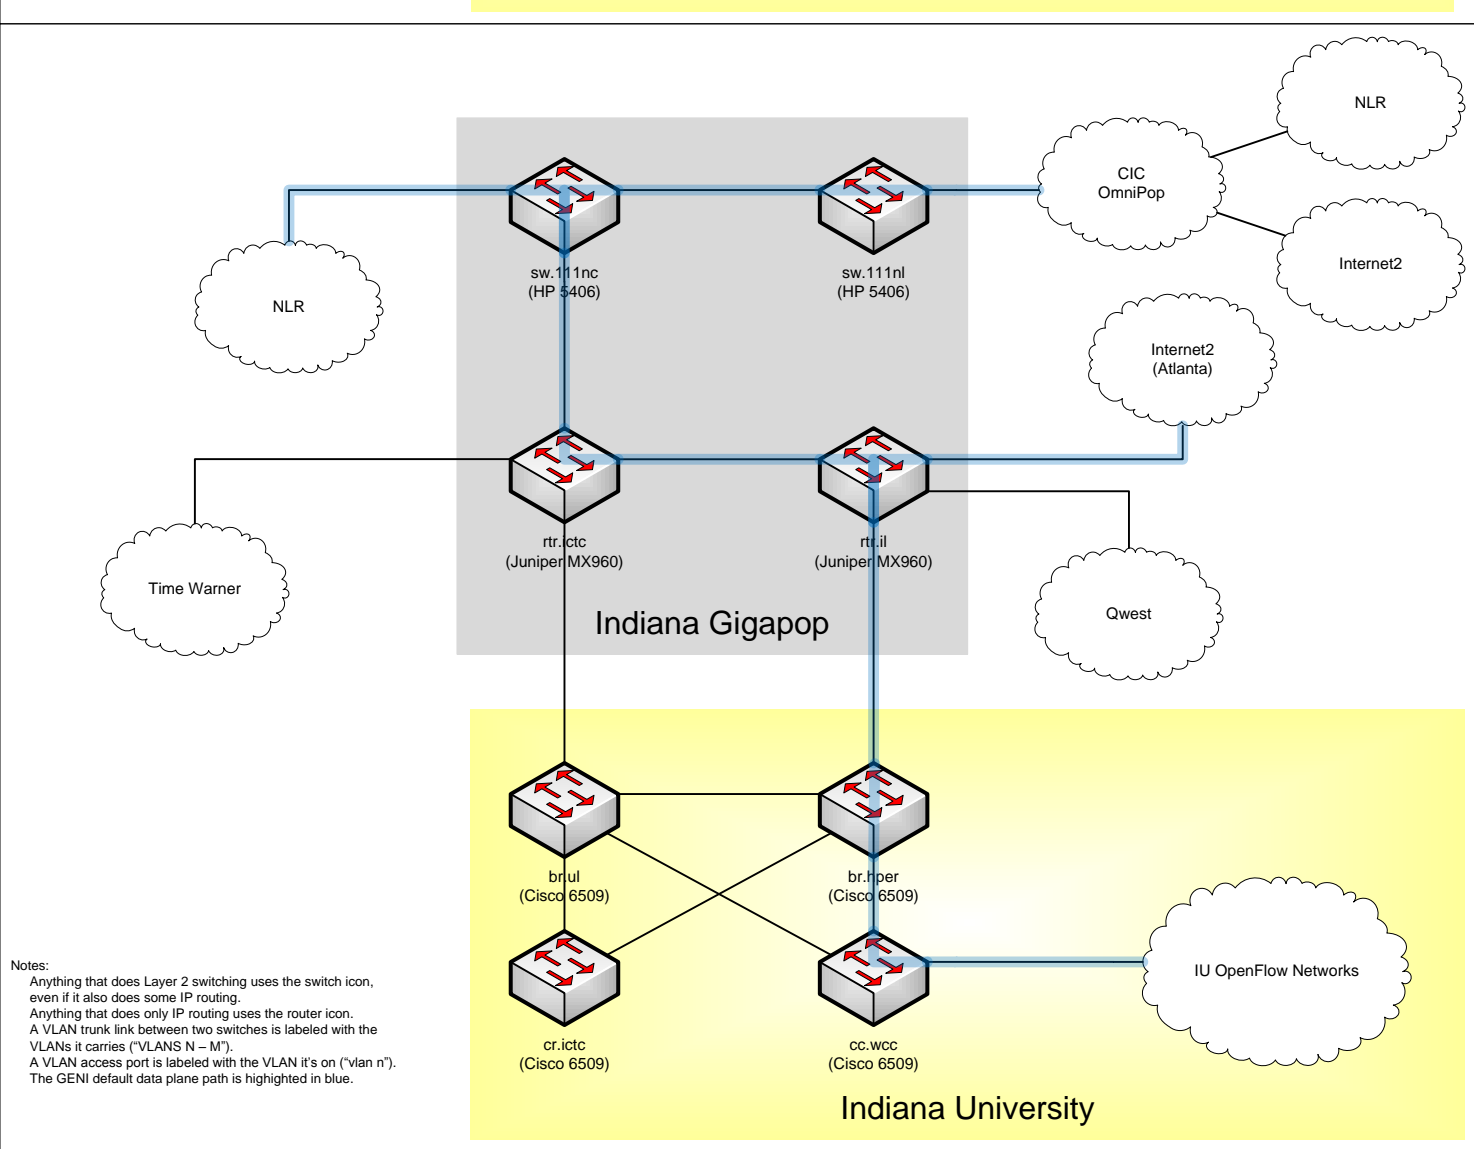 NLR
CIC
OmniPop
Internet2
sw.111nc
(HP 5406)
sw.111nl
(HP 5406)
NLR
Internet2
(Atlanta)
rtr.ictc
(Juniper MX960)
rtr.il
(Juniper MX960)
Time Warner
Qwest
Indiana Gigapop
br.ul
(Cisco 6509)
br.hper
(Cisco 6509)
IU OpenFlow Networks
cr.ictc
(Cisco 6509)
cc.wcc
(Cisco 6509)
Indiana University
Notes:
Anything that does Layer 2 switching uses the switch icon,
even if it also does some IP routing.
Anything that does only IP routing uses the router icon.
A VLAN trunk link between two switches is labeled with the
VLANs it carries (“VLANS N – M”).
A VLAN access port is labeled with the VLAN it’s on (“vlan n”).
The GENI default data plane path is highighted in blue.